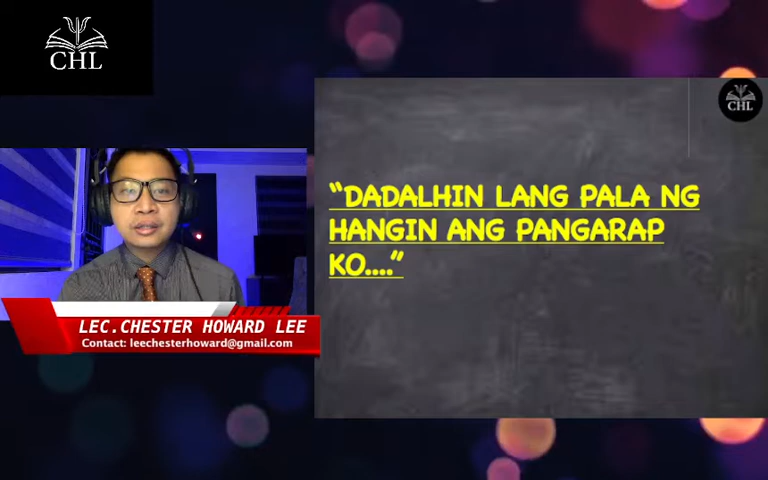 CHL
CHL
“DADALHIN LANG PALA NG
HANGIN ANG PANGARAP
KO....”
LEC.CHESTER HOWARD LEE
Contact: leechesterhoward@gmail.com